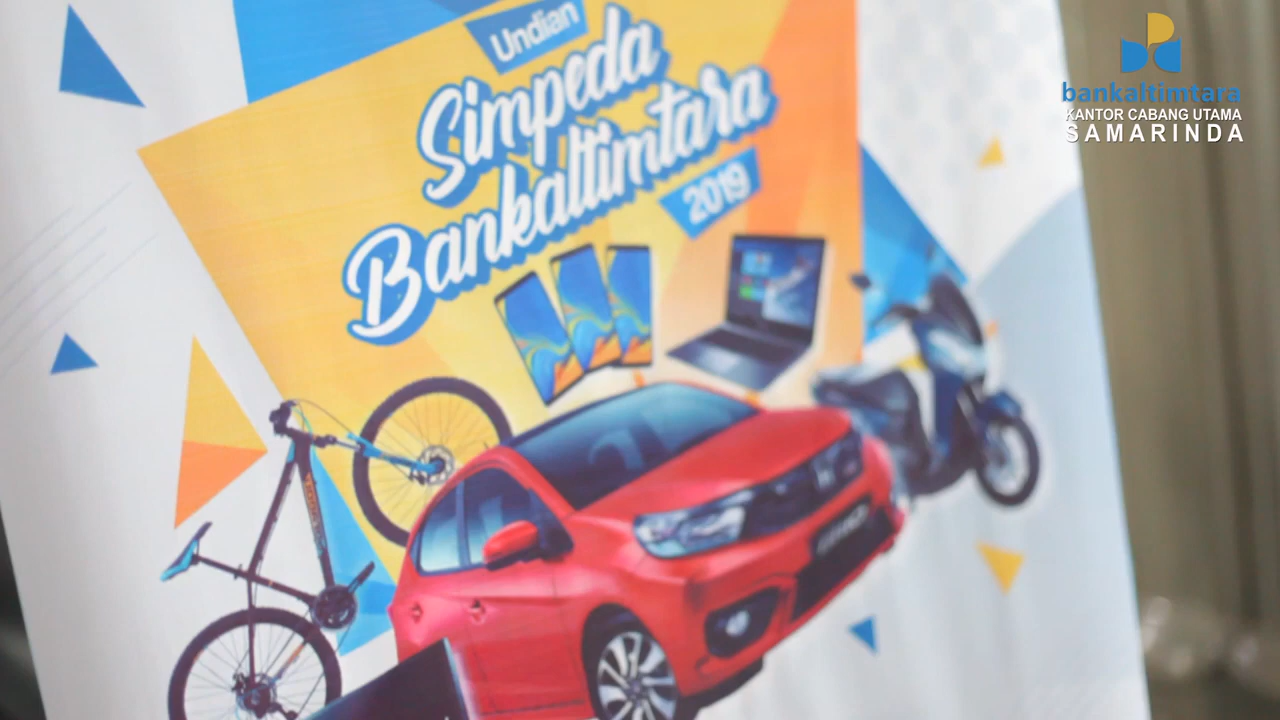 Undian
Simpeda
Bankaltimtara
2019
bankaltimtara
KANTOR CABANG UTAMA
SAMARINDA